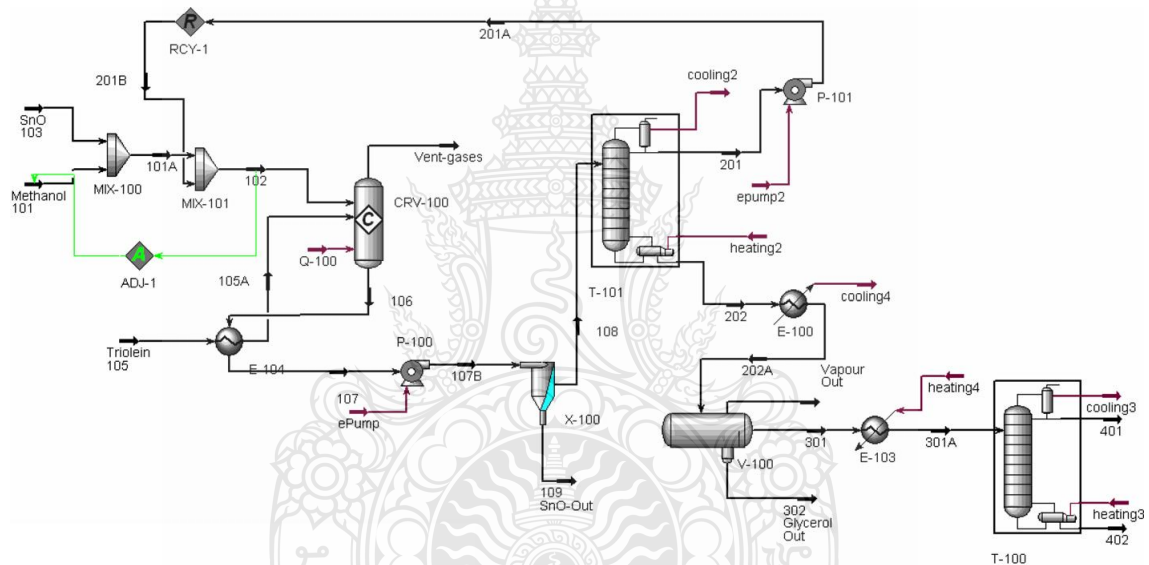 R
201A
RCY-1
cooling2
201B
P-101
SnO
103
101A
MIX-100
102
MIX-101
Methanol
101
Vent-gases
C
CRV-100
201
epump2
heating2
Q-100
A
ADJ-1
105A
106
T-101
108
202
E-100
cooling4
Triolein
105
E-104
P-100
107B
107
ePump
X-100
202A
Vapour
Out
heating4
301
E-103
301A
cooling3
401
V-100
109
SnO-Out
302
Glycerol
Out
heating3
402
T-100